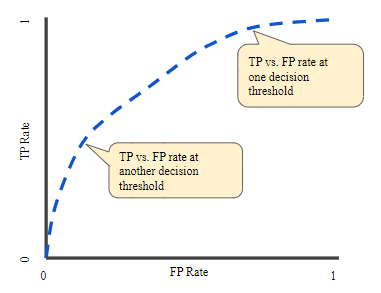 1
TP vs. FP rate at
one decision
threshold
TP Rate
TP vs. FP rate at
another decision
threshold
0
0
FP Rate
1